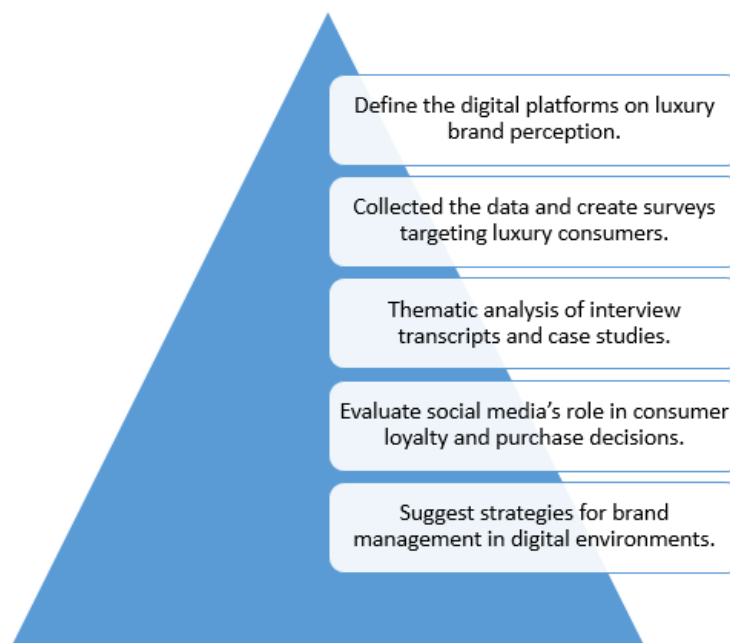 Define the digital platforms on luxury
brand perception.
Collected the data and create surveys
targeting luxury consumers.
Thematic analysis of interview
transcripts and case studies.
Evaluate social media’s role in consumer
loyalty and purchase decisions.
Suggest strategies for brand
management in digital environments.